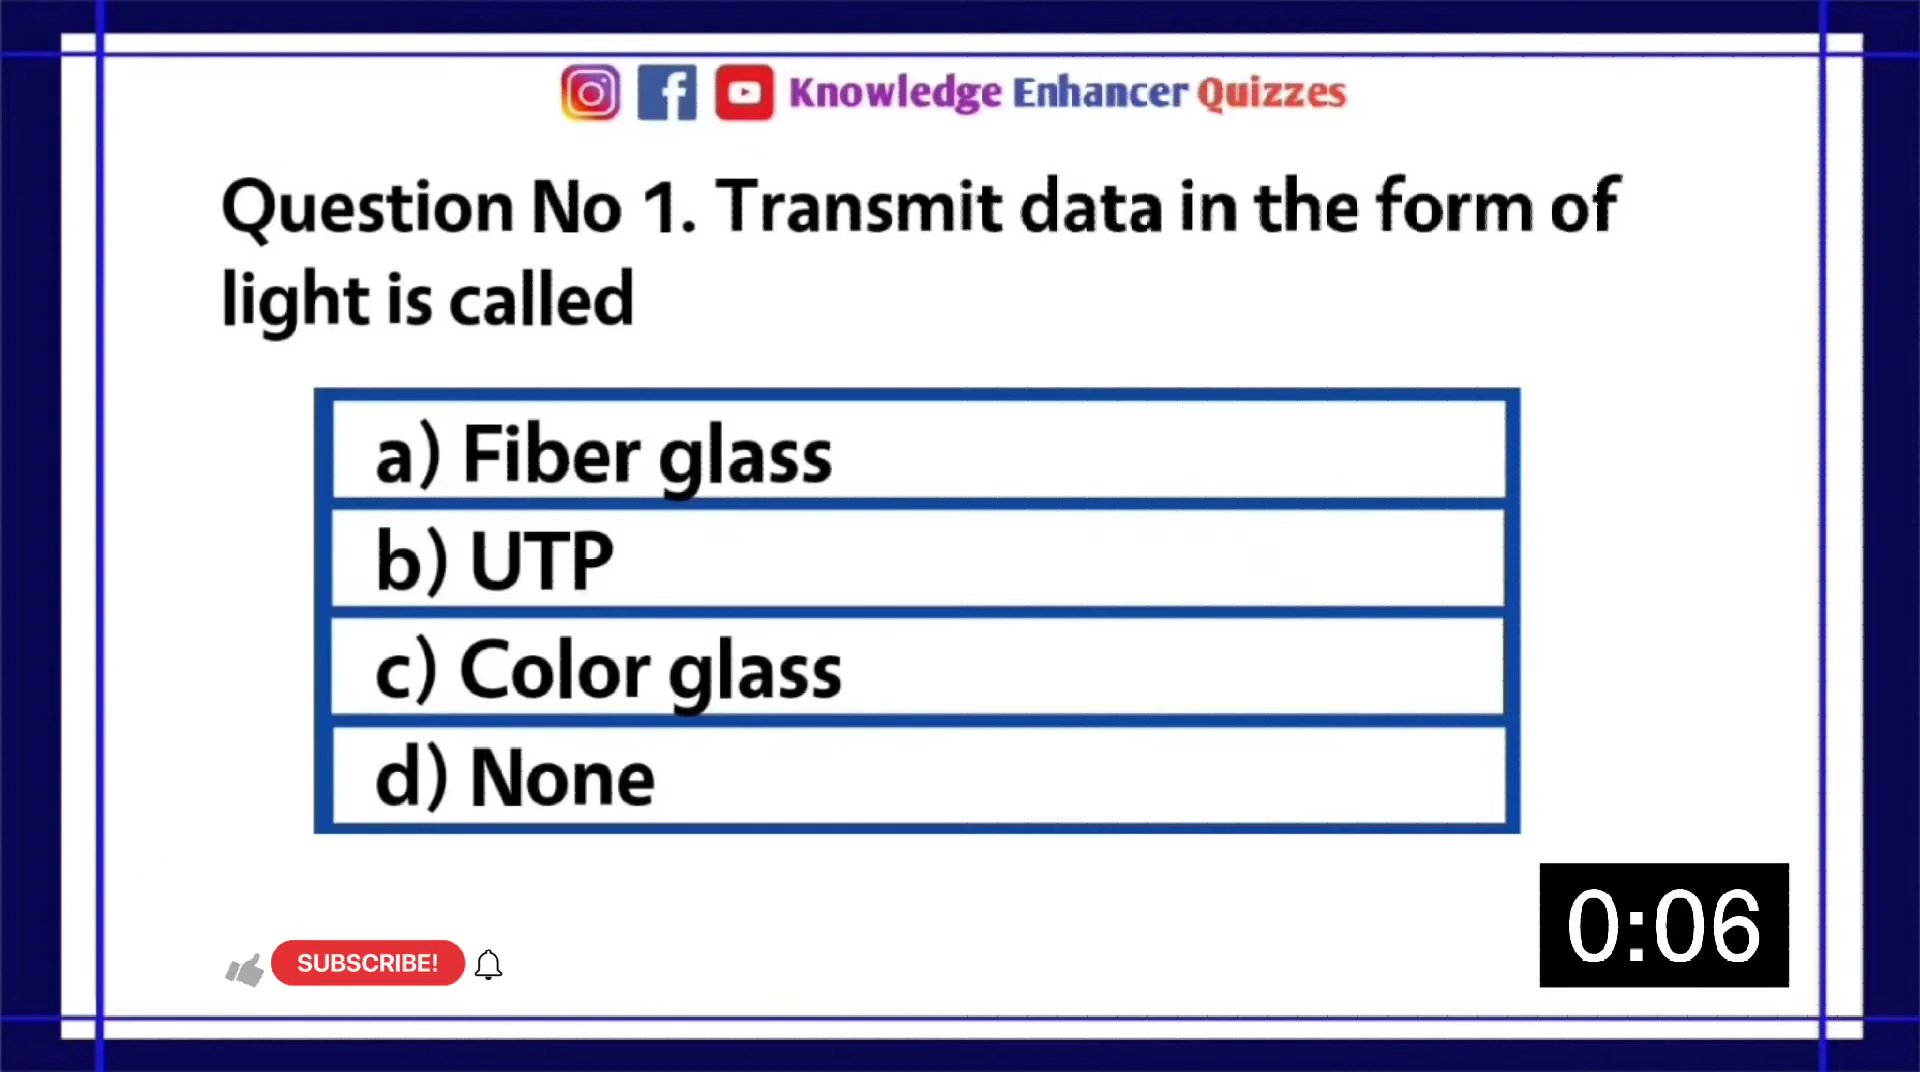 Knowledge Enhancer Quizzes
Question No 1. Transmit data in the form of
light is called
a) Fiber glass
b) UTP
c) Color glass
d) None
0:06
SUBSCRIBE!